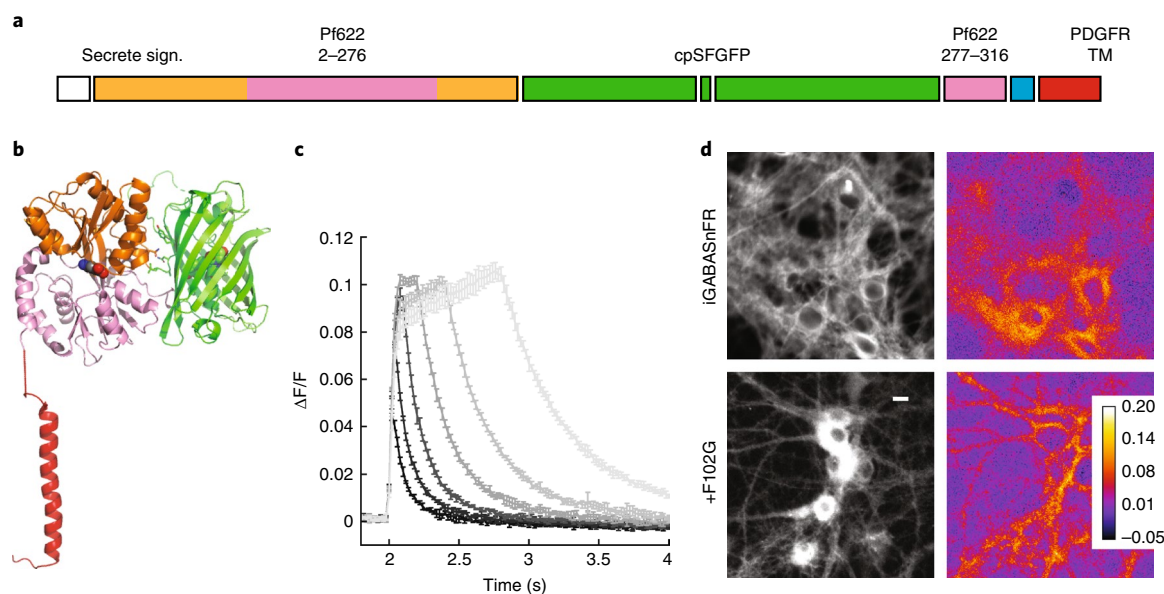 a
Secrete sign.
Pf622
2–276
cpSFGFP
Pf622
277–316
PDGFR
TM
b
c
d
0.12
0.1
0.08
0.06
0.04
0.02
0
ΔF/F
2
2.5
3
3.5
4
Time (s)
iGABASnFR
+F102G
0.20
0.14
0.08
0.01
−0.05